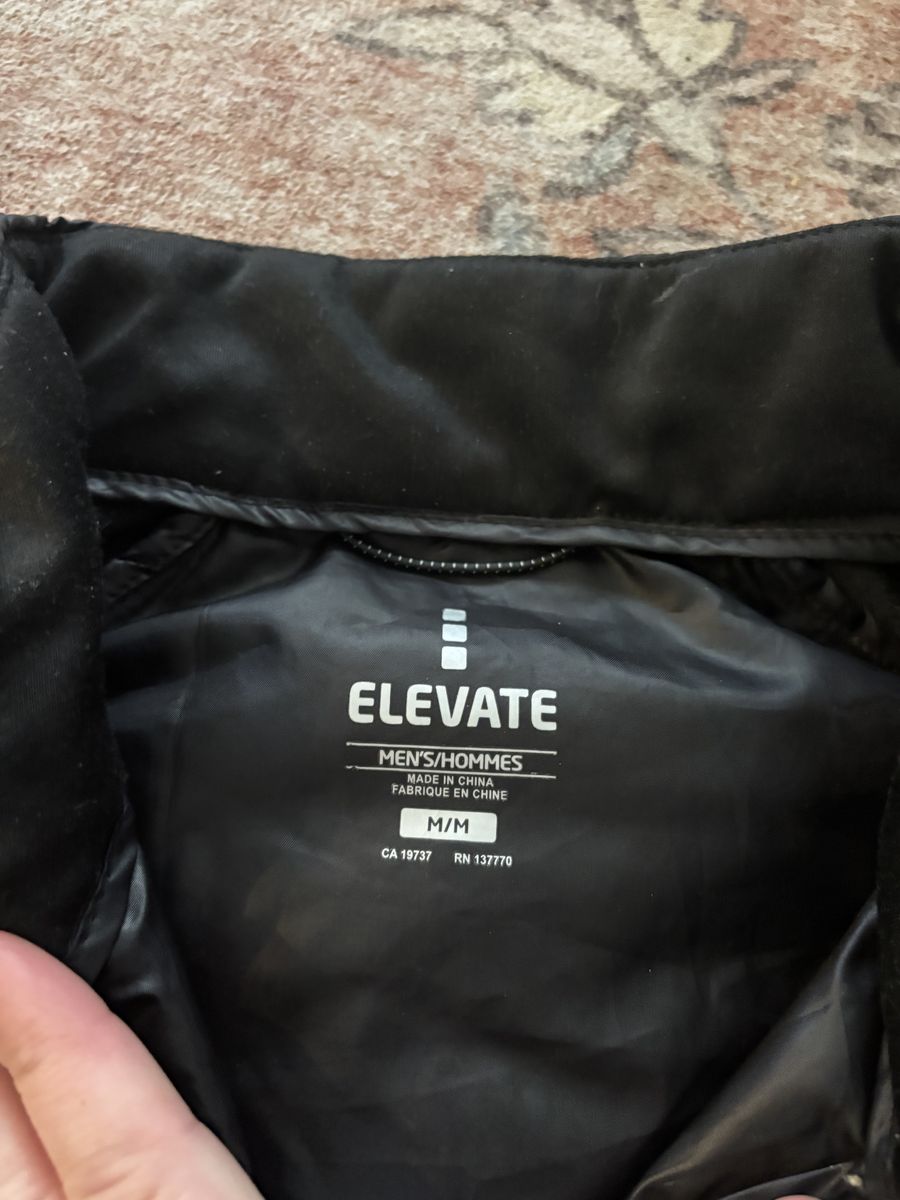 ELEVATE
MEN'S/HOMMES
MADE IN CHINA
FABRIQUE EN CHINE
M/M
CA 19737 RN 137770